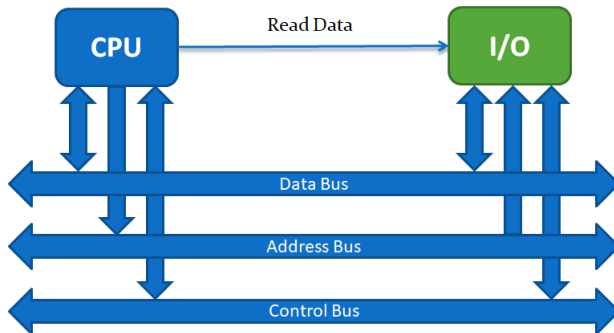 Read Data
CPU
I/O
Data Bus
Address Bus
Control Bus